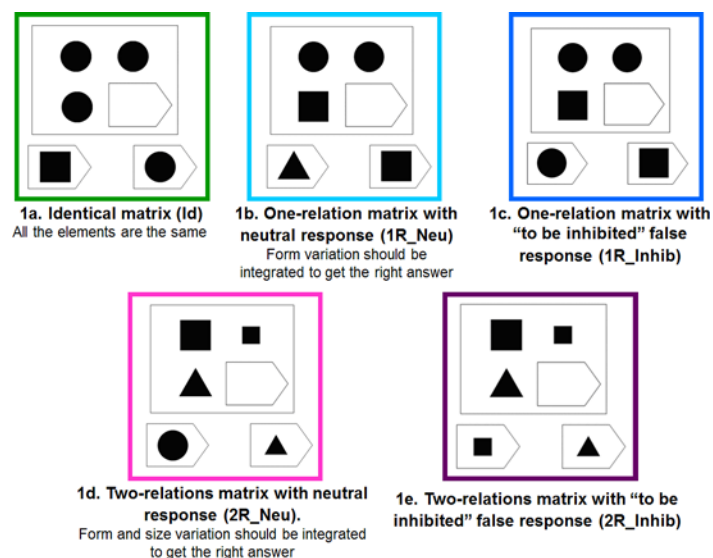 1a. Identical matrix (Id)
All the elements are the same
1b. One-relation matrix with
neutral response (1R_Neu)
Form variation should be
integrated to get the right answer
1c. One-relation matrix with
“to be inhibited” false
response (1R_Inhib)
1d. Two-relations matrix with neutral
response (2R_Neu).
Form and size variation should be integrated
to get the right answer
1e. Two-relations matrix with “to be
inhibited” false response (2R_Inhib)